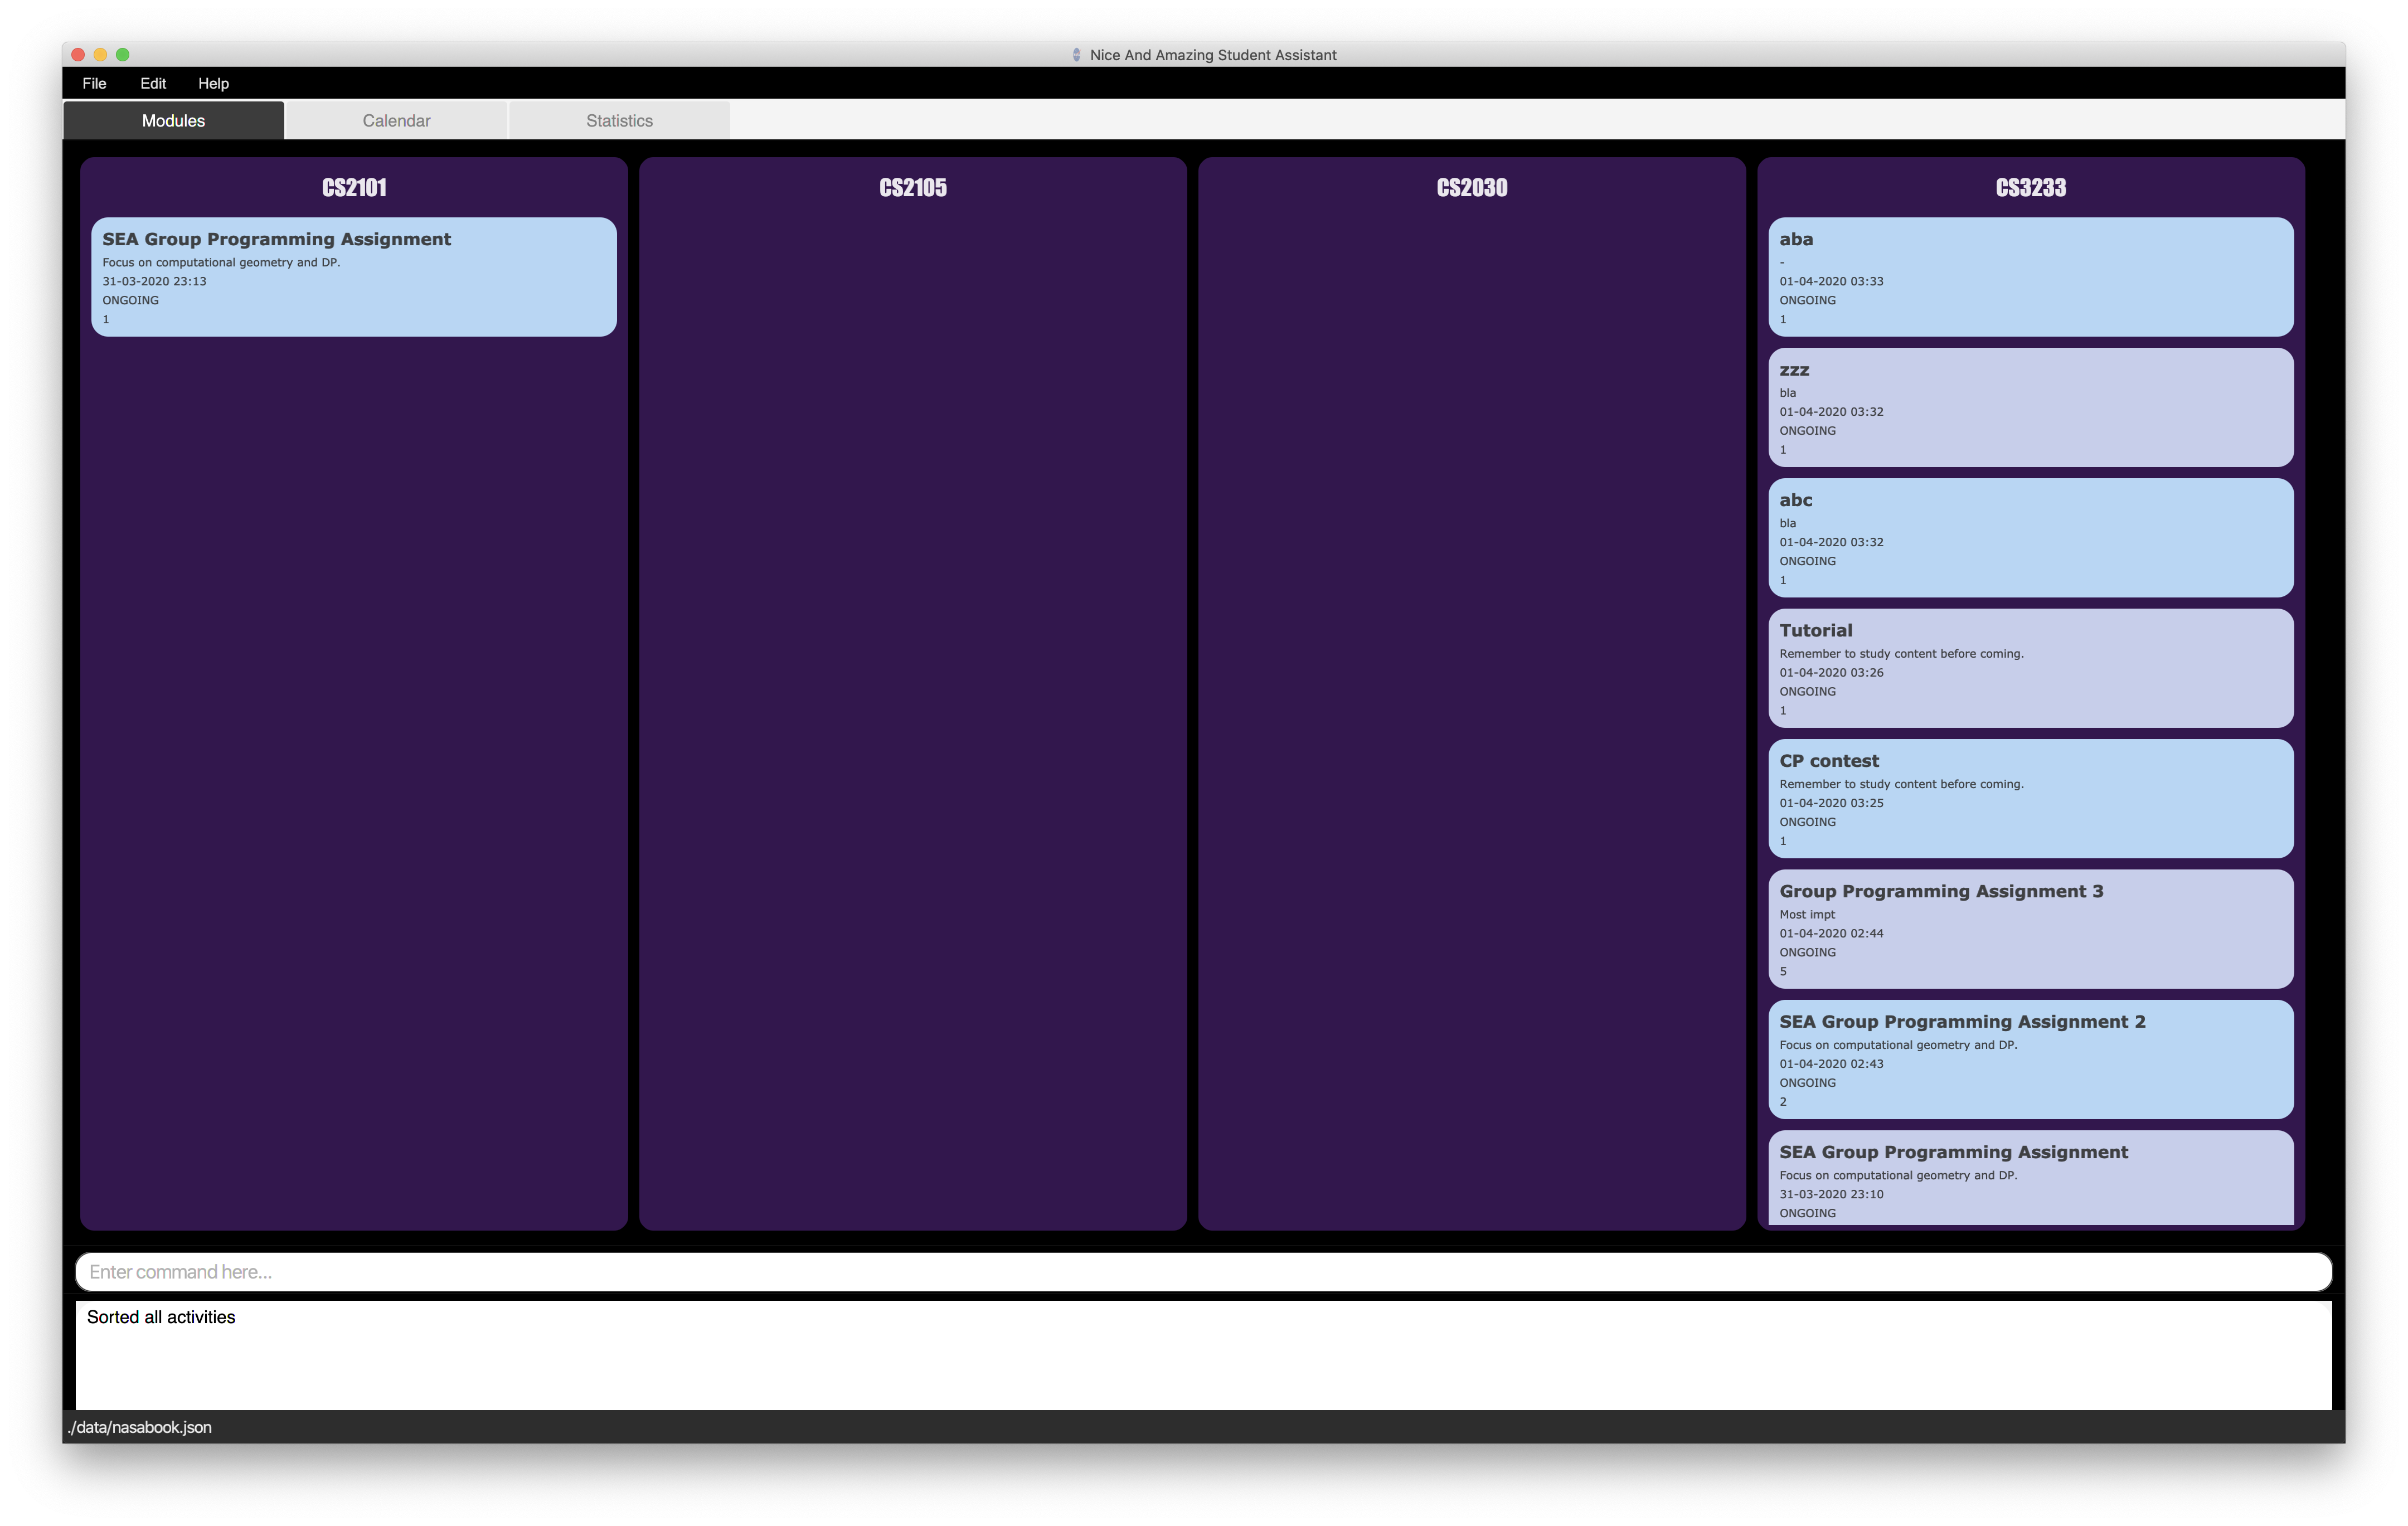 Nice And Amazing Student Assistant
File Edit Help
Modules Calendar Statistics
CS2101
SEA Group Programming Assignment
Focus on computational geometry and DP.
31-03-2020 23:13
ONGOING
1
CS2105
CS2030
CS3233
aba
-
01-04-2020 03:33
ONGOING
1
zzz
bla
01-04-2020 03:32
ONGOING
1
abc
bla
01-04-2020 03:32
ONGOING
1
Tutorial
Remember to study content before coming.
01-04-2020 03:26
ONGOING
1
CP contest
Remember to study content before coming.
01-04-2020 03:25
ONGOING
1
Group Programming Assignment 3
Most impt
01-04-2020 02:44
ONGOING
5
SEA Group Programming Assignment 2
Focus on computational geometry and DP.
01-04-2020 02:43
ONGOING
2
SEA Group Programming Assignment
Focus on computational geometry and DP.
31-03-2020 23:10
ONGOING
Enter command here...
Sorted all activities
./data/nasabook.json